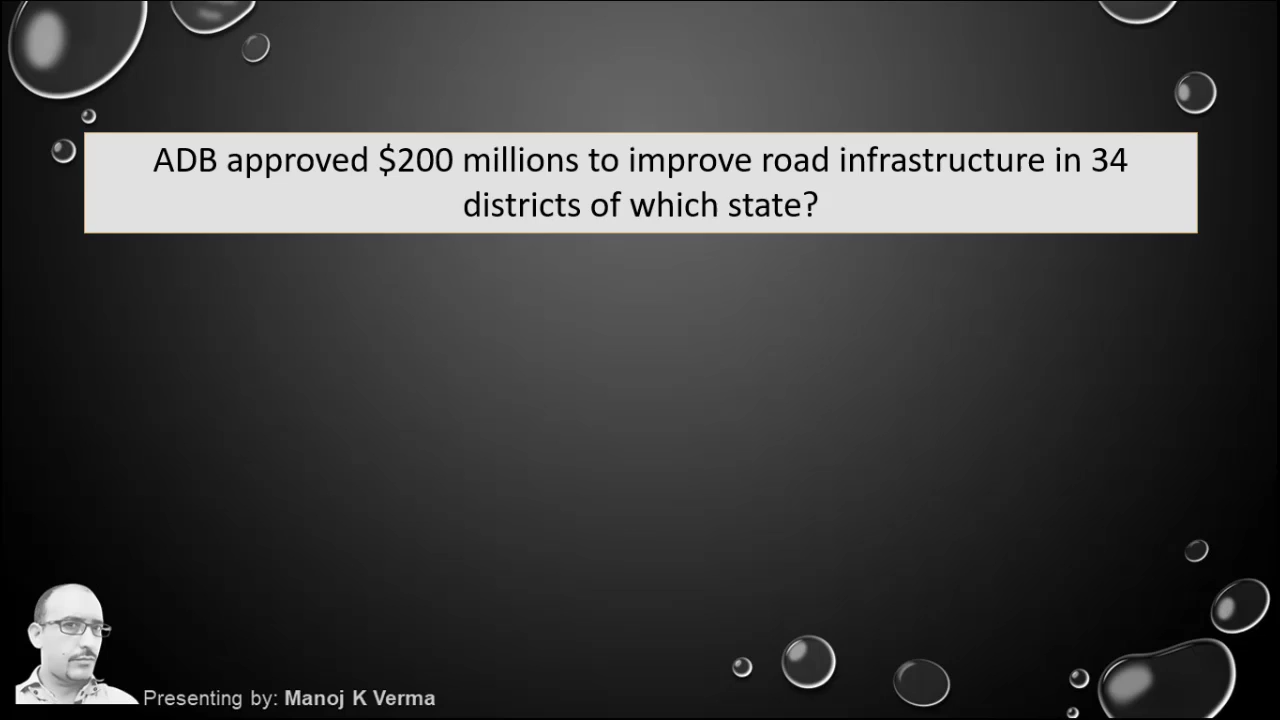 ADB approved $200 millions to improve road infrastructure in 34
districts of which state?
Presenting by: Manoj K Verma